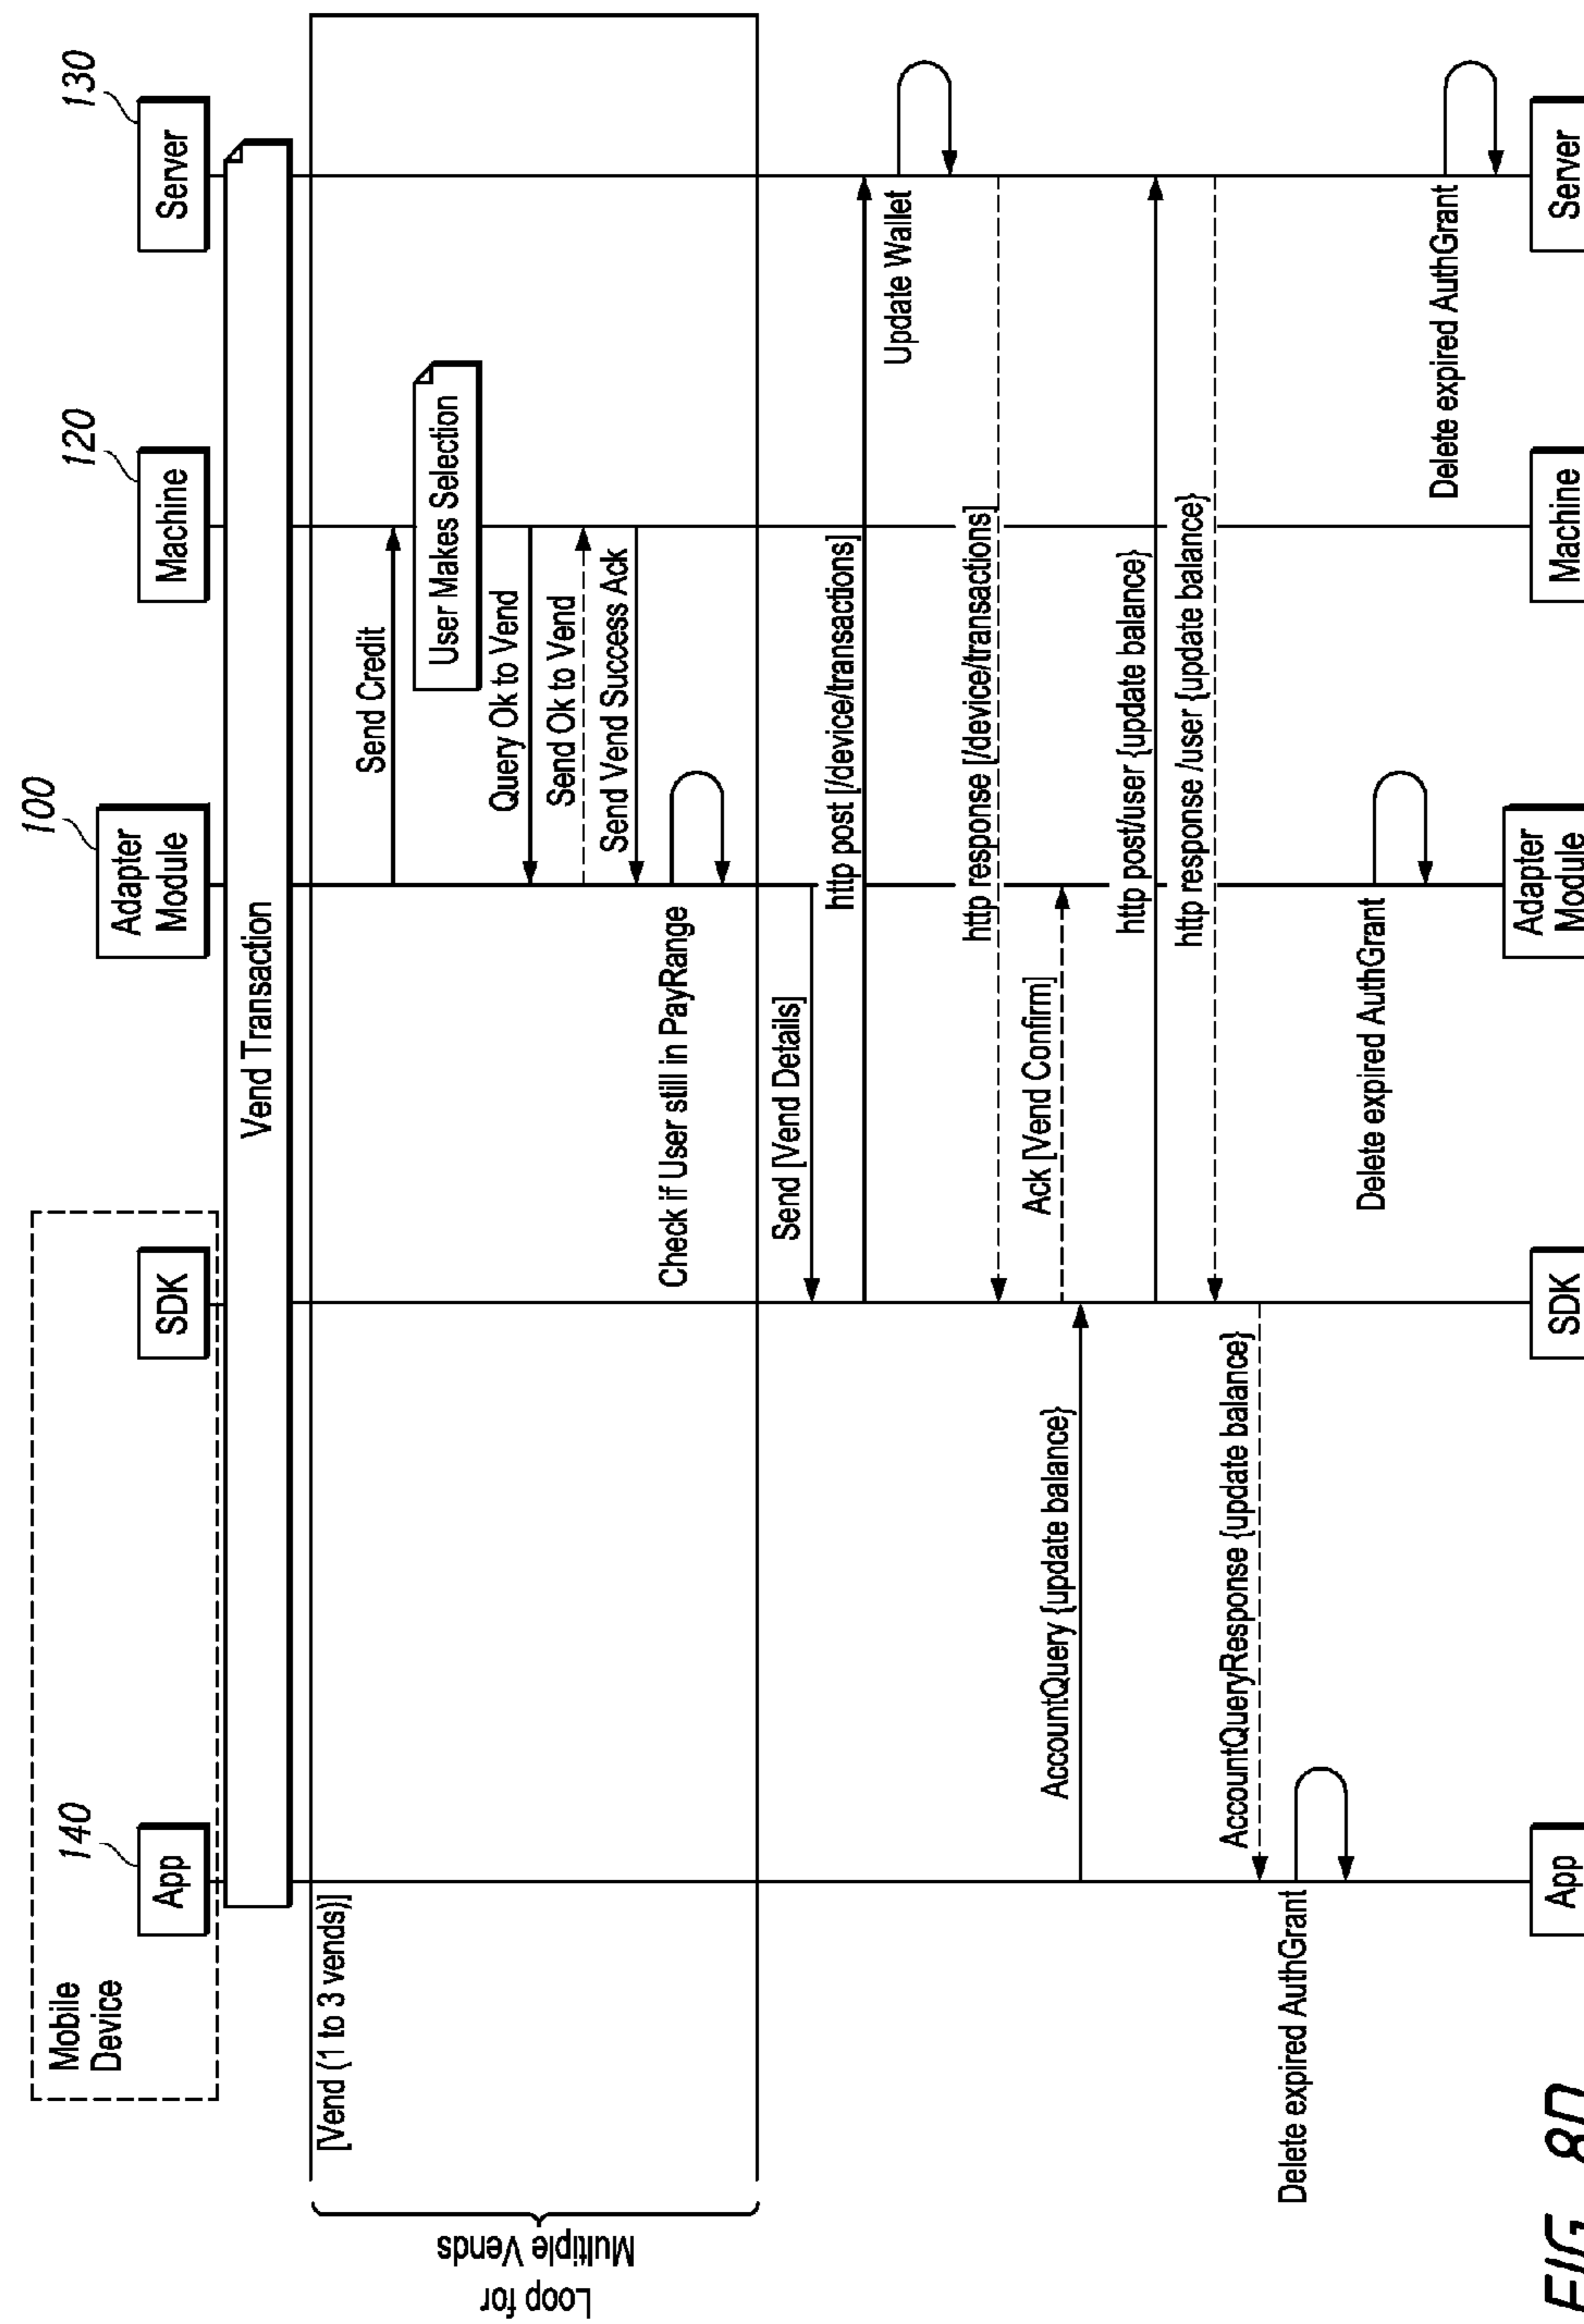 Mobile
Device
140
App
SDK
100
Adapter
Module
120
Machine
130
Server
Vend Transaction
[Vend (1 to 3 vends)]
Loop for
Multiple Vends
Send Credit
User Makes Selection
Query Ok to Vend
Send Ok to Vend
Send Vend Success Ack
Check if User still in PayRange
Send [Vend Details]
http post [/device/transactions]
Update Wallet
http response [/device/transactions]
Ack [Vend Confirm]
AccountQuery {update balance}
http post/user {update balance}
http response /user {update balance}
AccountQueryResponse {update balance}
Delete expired AuthGrant
Delete expired AuthGrant
Delete expired AuthGrant
App
SDK
Adapter
Module
Machine
Server
FIG. 8D